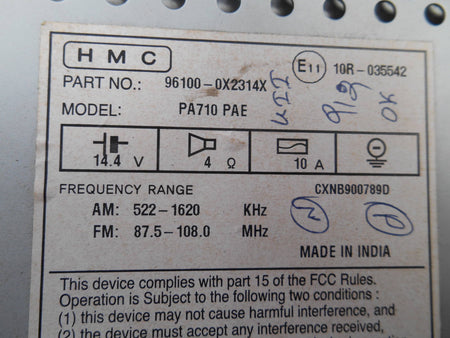 HMC
E11 10R-035542
PART NO.: 96100-0X2314X
MODEL: PA710 PAE
OK
14.4 V 4 Ω 10 A
FREQUENCY RANGE CXNB900789D
AM: 522-1620 KHz
FM: 87.5-108.0 MHz
MADE IN INDIA
This device complies with part 15 of the FCC Rules.
Operation is Subject to the following two conditions :
(1) this device may not cause harmful interference, and
(2) the device must accept any interference received,